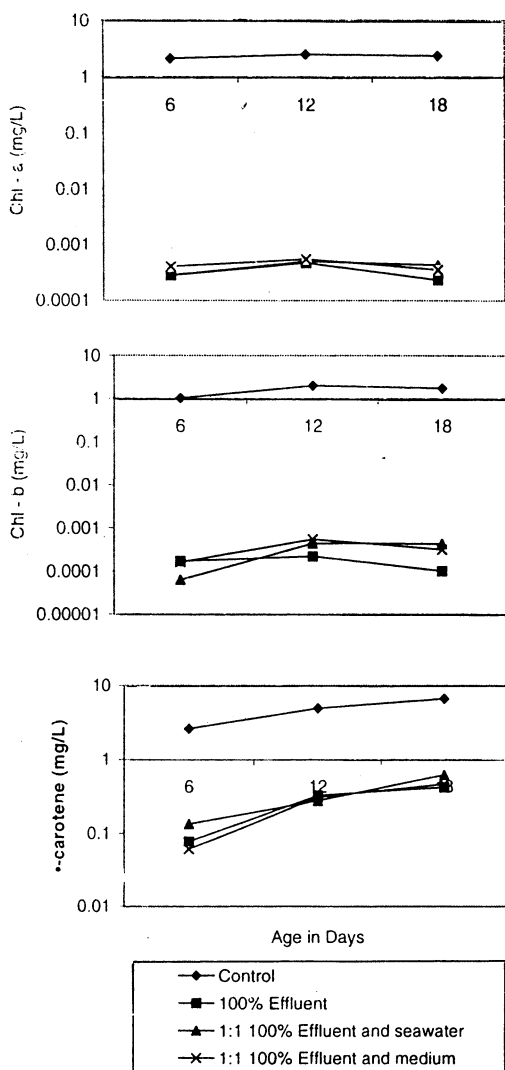 10
1
6 12 18
0.1
0.01
0.001
0.0001
Chl - a (mg/L)
10
1
6 12 18
0.1
0.01
0.001
0.0001
0.00001
Chl - b (mg/L)
10
1
6 12
0.1
0.01
•-carotene (mg/L)
Age in Days
Control
100% Effluent
1:1 100% Effluent and seawater
1:1 100% Effluent and medium